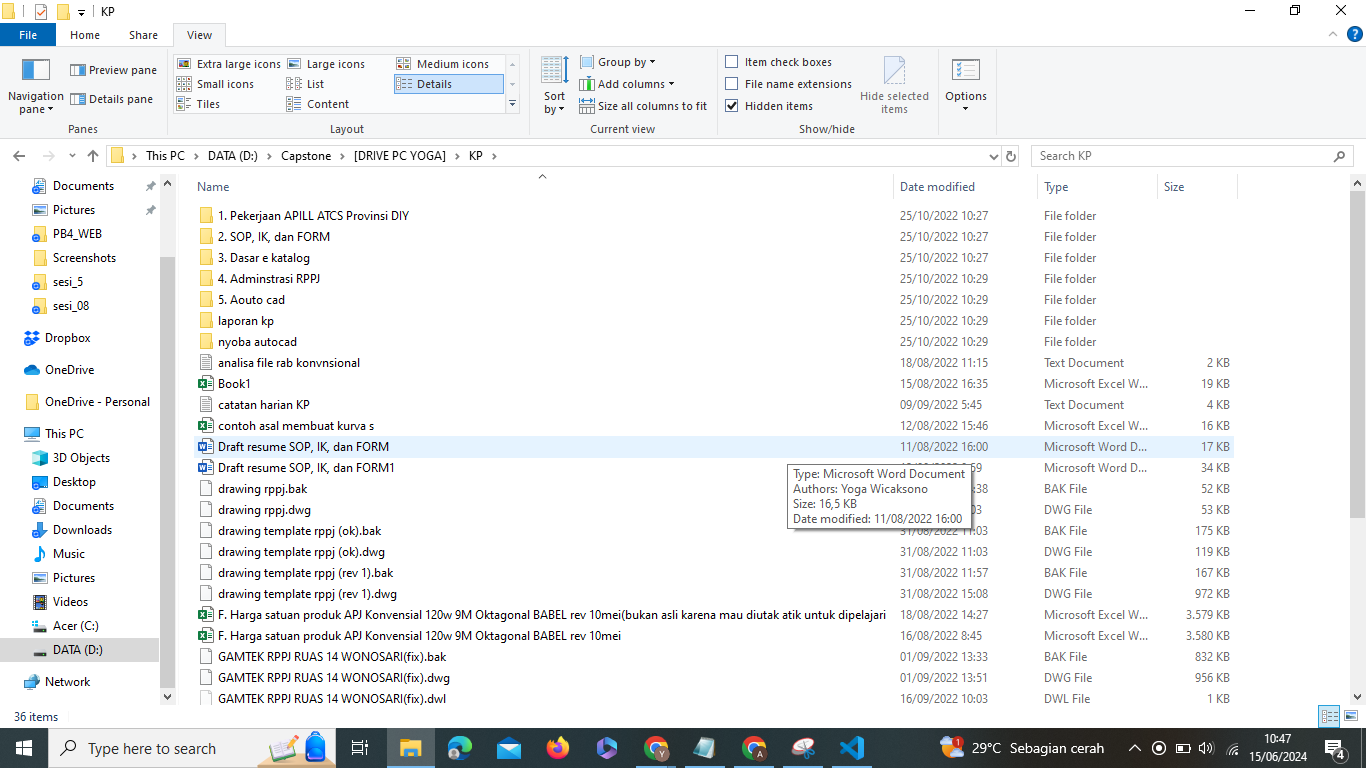 KP
File Home Share View
Navigation pane
Preview pane
Details pane
Panes
Extra large icons Large icons Medium icons
Small icons List Details
Tiles Content
Layout
Sort by
Group by
Add columns
Size all columns to fit
Current view
Item check boxes
File name extensions
Hidden items
Hide selected items
Show/hide
Options
This PC DATA (D:) Capstone [DRIVE PC YOGA] KP
Search KP
Documents
Pictures
PB4_WEB
Screenshots
sesi_5
sesi_08
Dropbox
OneDrive
OneDrive - Personal
This PC
3D Objects
Desktop
Documents
Downloads
Music
Pictures
Videos
Acer (C:)
DATA (D:)
Network
Name Date modified Type Size
1. Pekerjaan APILL ATCS Provinsi DIY 25/10/2022 10:27 File folder
2. SOP, IK, dan FORM 25/10/2022 10:27 File folder
3. Dasar e katalog 25/10/2022 10:27 File folder
4. Adminstrasi RPPJ 25/10/2022 10:29 File folder
5. Aouto cad 25/10/2022 10:29 File folder
laporan kp 25/10/2022 10:29 File folder
nyoba autocad 25/10/2022 10:29 File folder
analisa file rab konvnsional 18/08/2022 11:15 Text Document 2 KB
Book1 15/08/2022 16:35 Microsoft Excel W... 19 KB
catatan harian KP 09/09/2022 5:45 Text Document 4 KB
contoh asal membuat kurva s 12/08/2022 15:46 Microsoft Excel W... 16 KB
Draft resume SOP, IK, dan FORM 11/08/2022 16:00 Microsoft Word D... 17 KB
Draft resume SOP, IK, dan FORM1 Microsoft Word D... 34 KB
drawing rppj.bak BAK File 52 KB
drawing rppj.dwg DWG File 53 KB
drawing template rppj (ok).bak 31/08/2022 11:03 BAK File 175 KB
drawing template rppj (ok).dwg 31/08/2022 11:03 DWG File 119 KB
drawing template rppj (rev 1).bak 31/08/2022 11:57 BAK File 167 KB
drawing template rppj (rev 1).dwg 31/08/2022 15:08 DWG File 972 KB
F. Harga satuan produk APJ Konvensial 120w 9M Oktagonal BABEL rev 10mei(bukan asli karena mau diutak atik untuk dipelajari 18/08/2022 14:27 Microsoft Excel W... 3.579 KB
F. Harga satuan produk APJ Konvensial 120w 9M Oktagonal BABEL rev 10mei 16/08/2022 8:45 Microsoft Excel W... 3.580 KB
GAMTEK RPPJ RUAS 14 WONOSARI(fix).bak 01/09/2022 13:33 BAK File 832 KB
GAMTEK RPPJ RUAS 14 WONOSARI(fix).dwg 01/09/2022 13:51 DWG File 956 KB
GAMTEK RPPJ RUAS 14 WONOSARI(fix).dwl 16/09/2022 10:03 DWL File 1 KB
Type: Microsoft Word Document
Authors: Yoga Wicaksono
Size: 16,5 KB
Date modified: 11/08/2022 16:00
36 items
Type here to search
29°C Sebagian cerah
10:47
15/06/2024
4